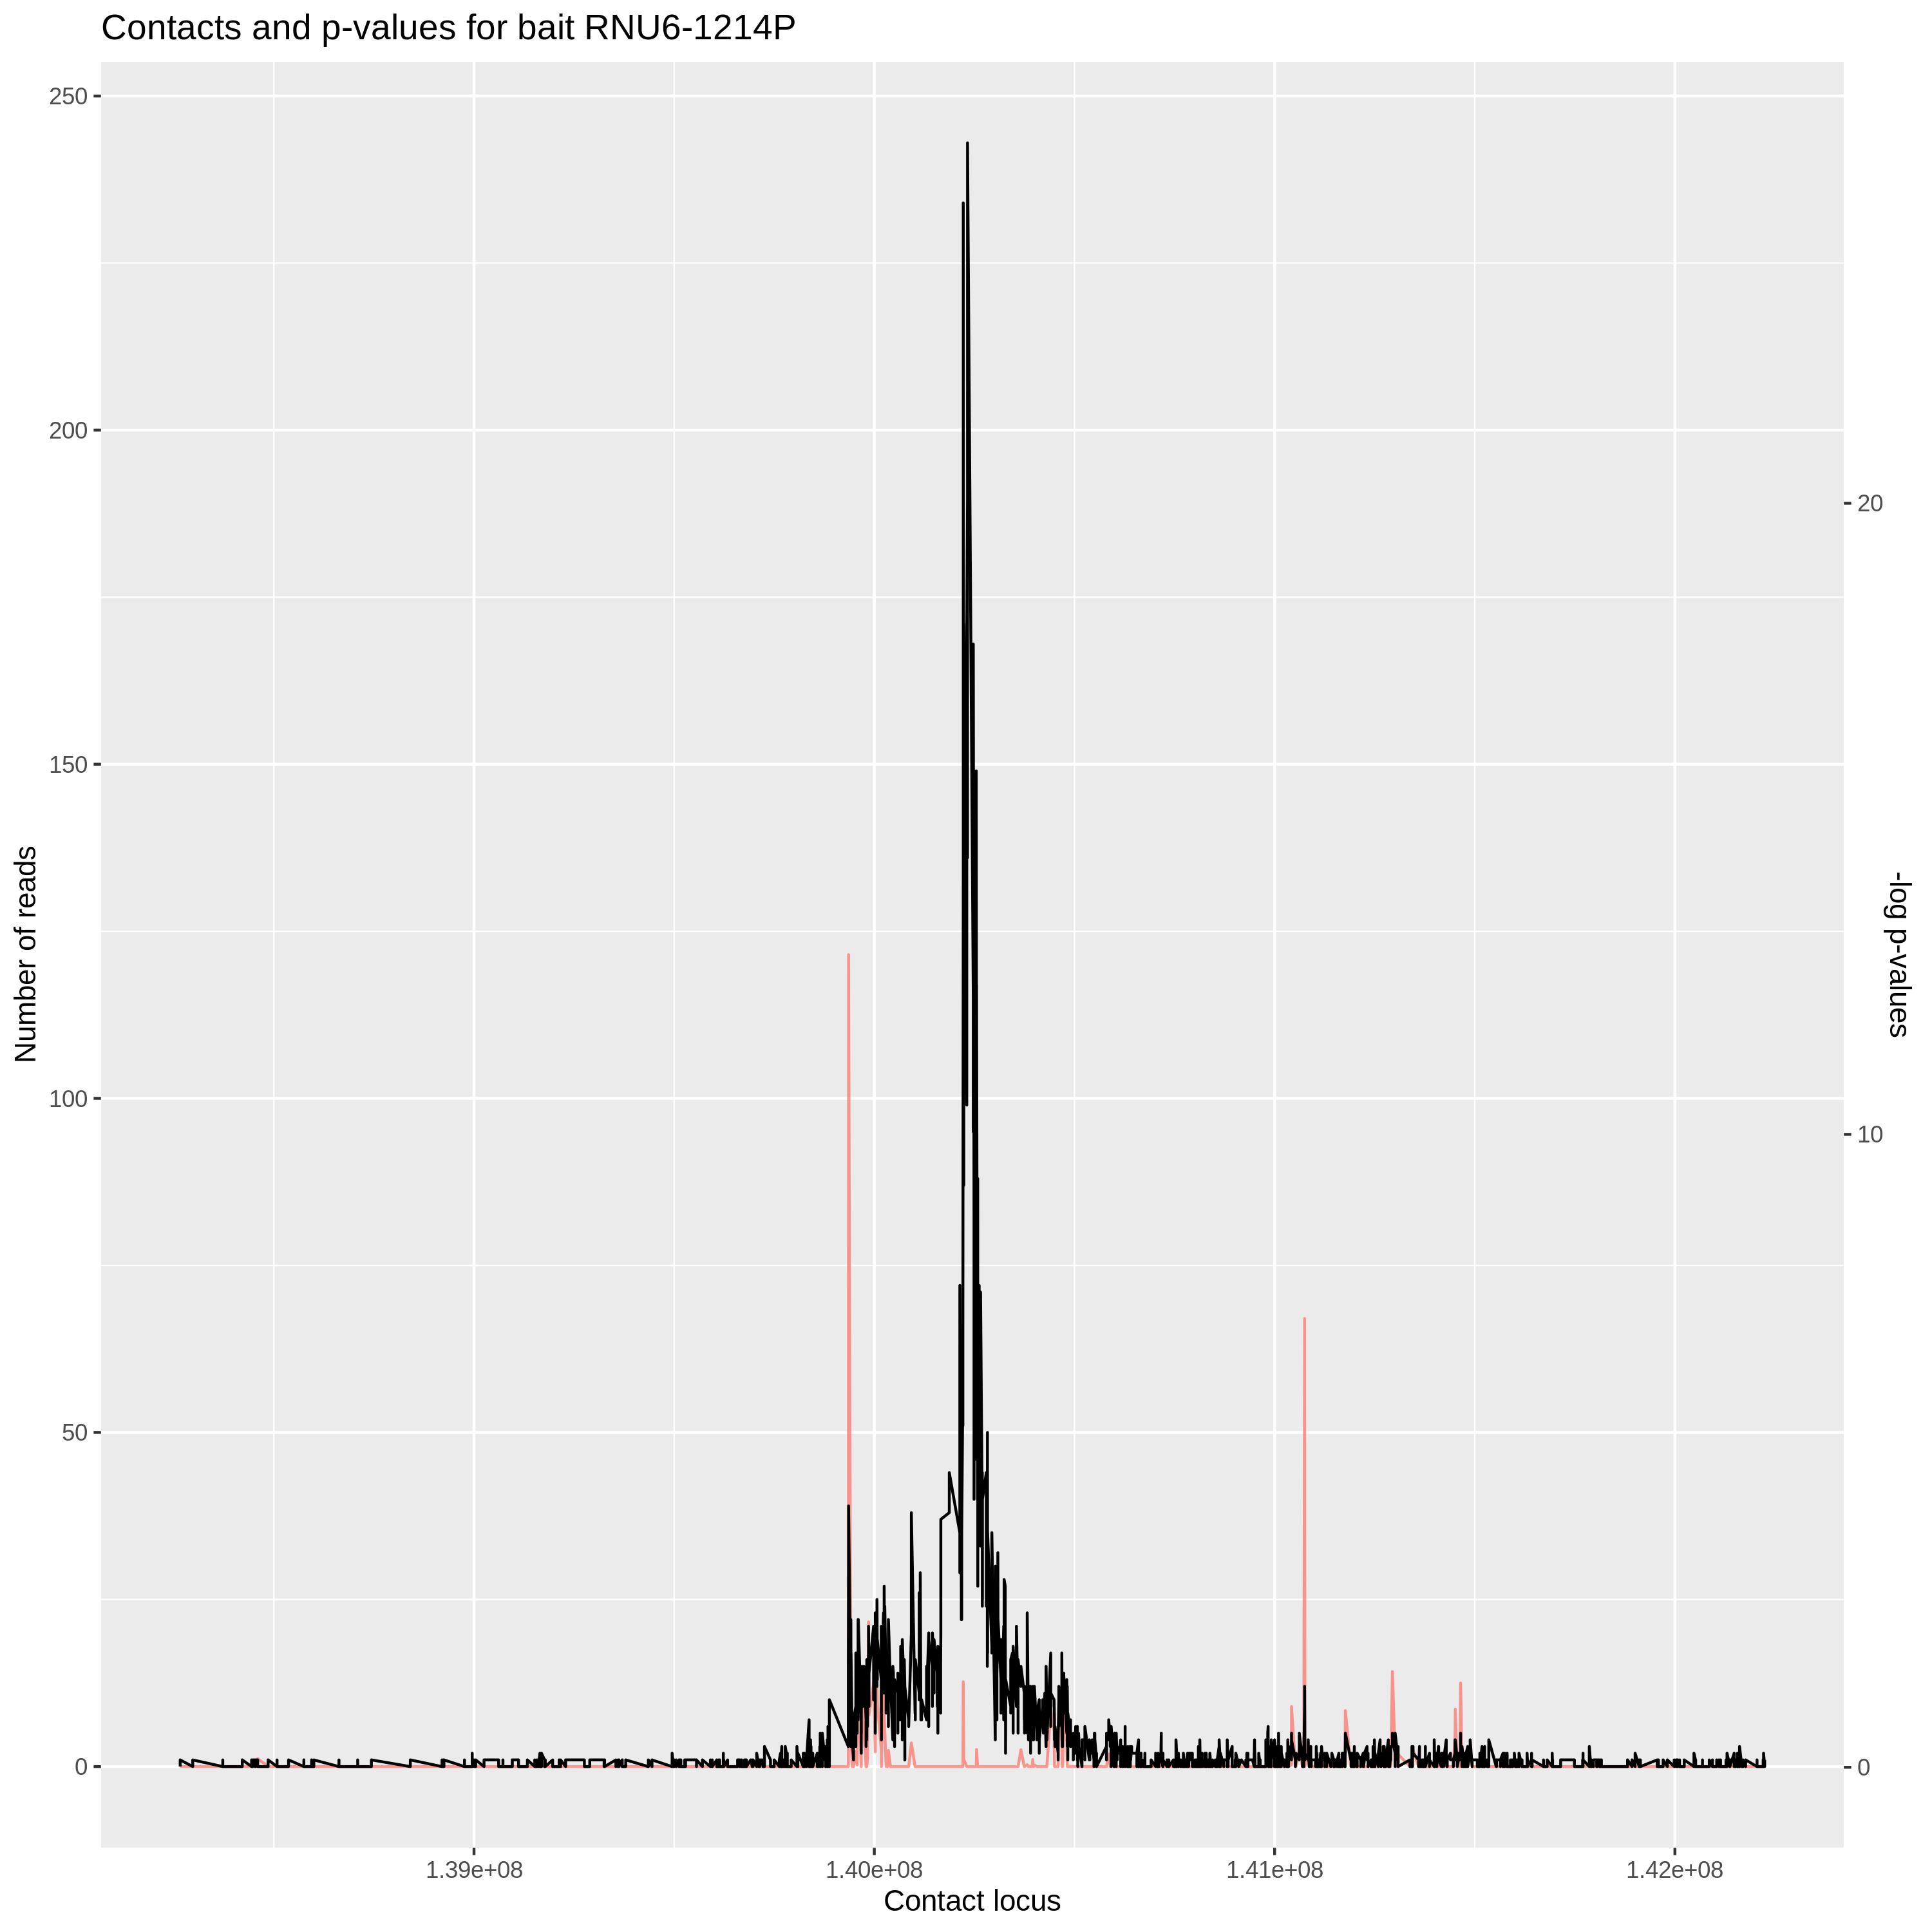 Contacts and p-values for bait RNU6-1214P
250
200
150
100
50
0
Number of reads
20
10
0
-log p-values
1.39e+08
1.40e+08
1.41e+08
1.42e+08
Contact locus